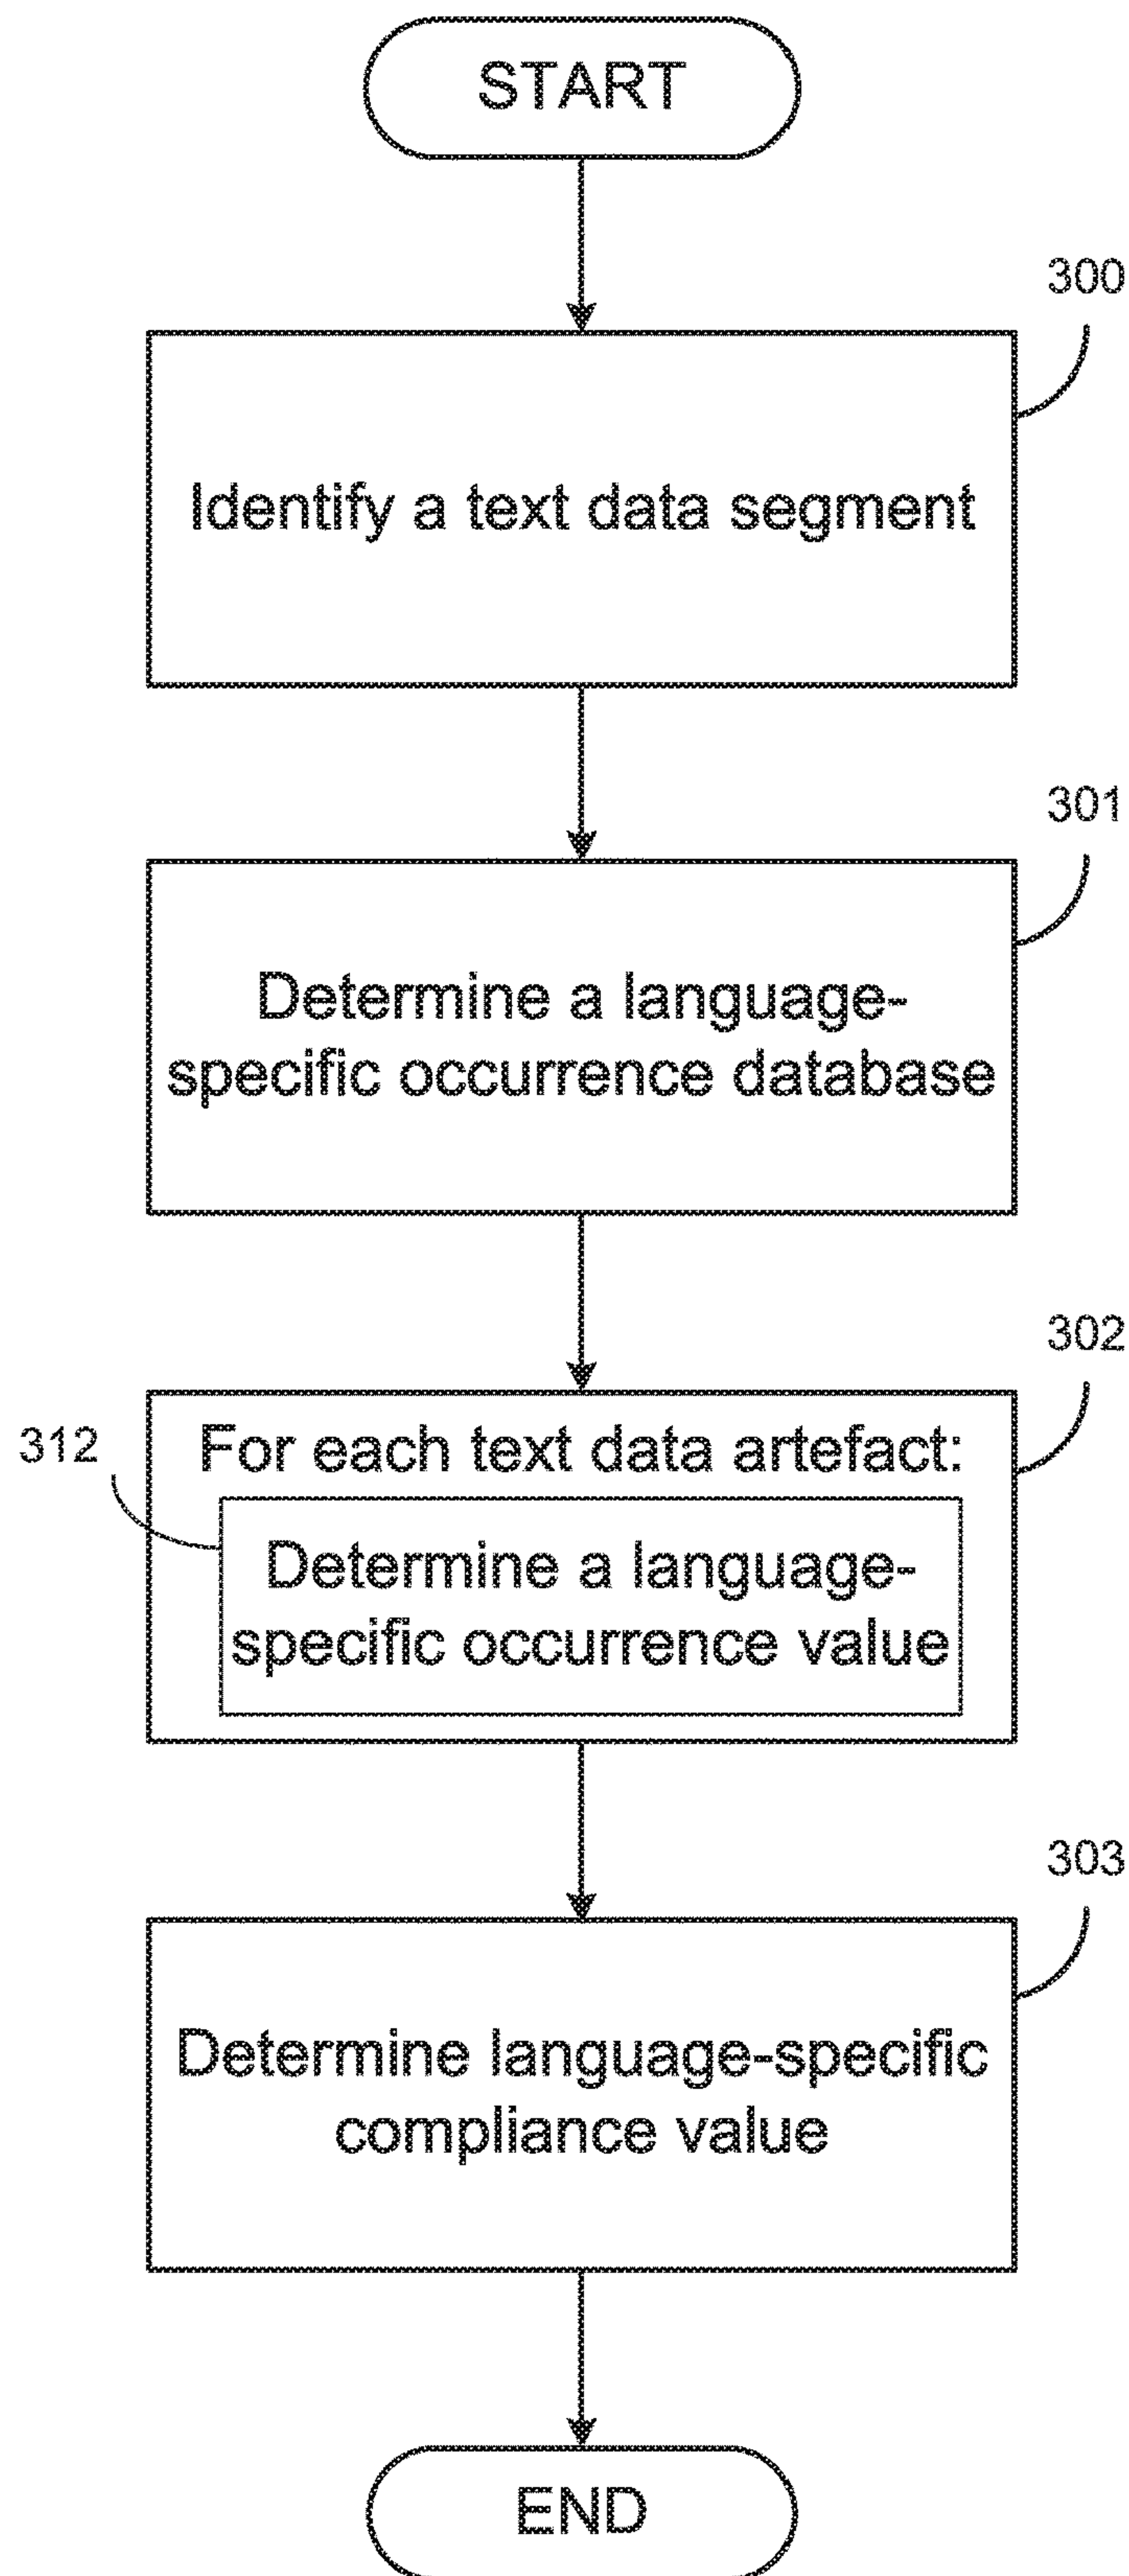 START
300
Identify a text data segment
301
Determine a language-
specific occurrence database
302
312
For each text data artefact:
Determine a language-
specific occurrence value
303
Determine language-specific
compliance value
END